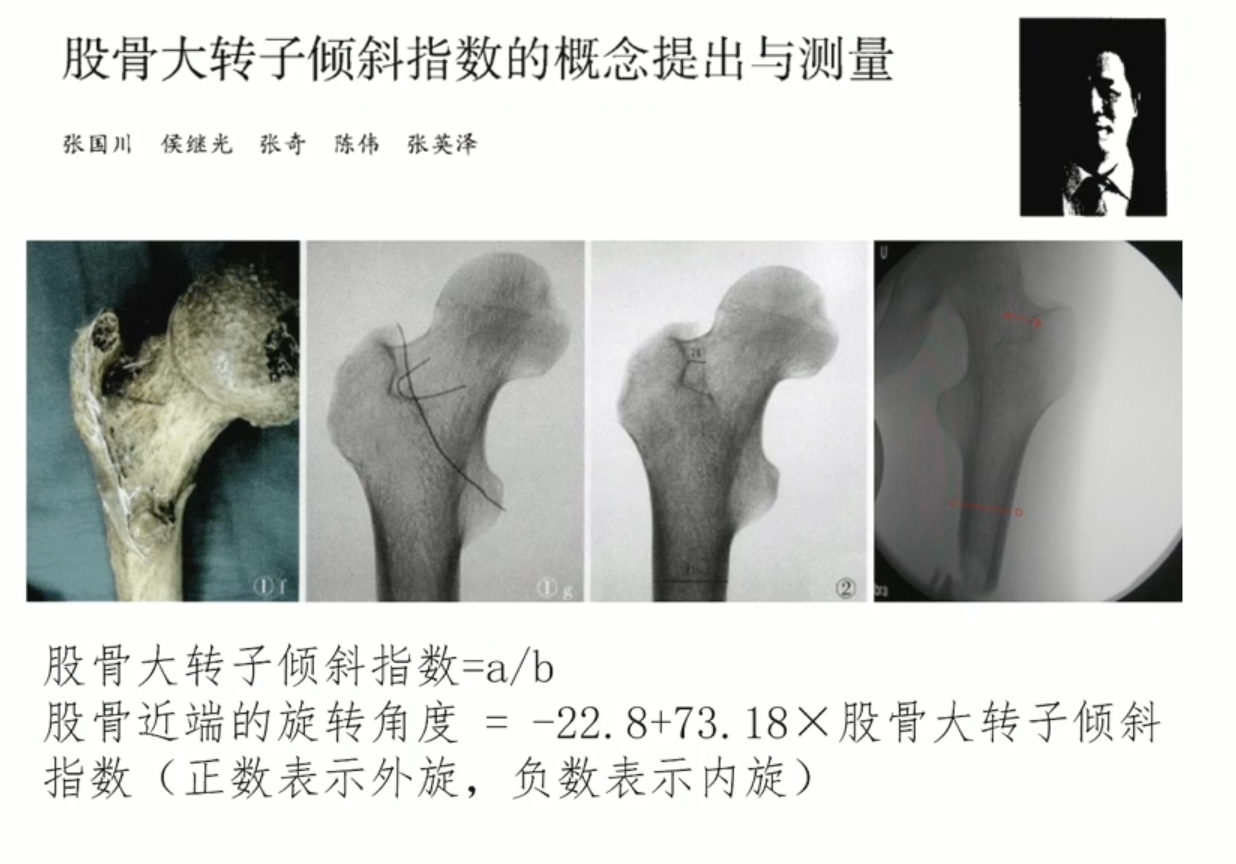 股骨大转子倾斜指数的概念提出与测量
张国川 侯继光 张奇 陈伟 张英泽
①f
①g
a
b
②
U
A
B
C
D
股骨大转子倾斜指数=a/b
股骨近端的旋转角度 = -22.8+73.18×股骨大转子倾斜
指数（正数表示外旋，负数表示内旋）